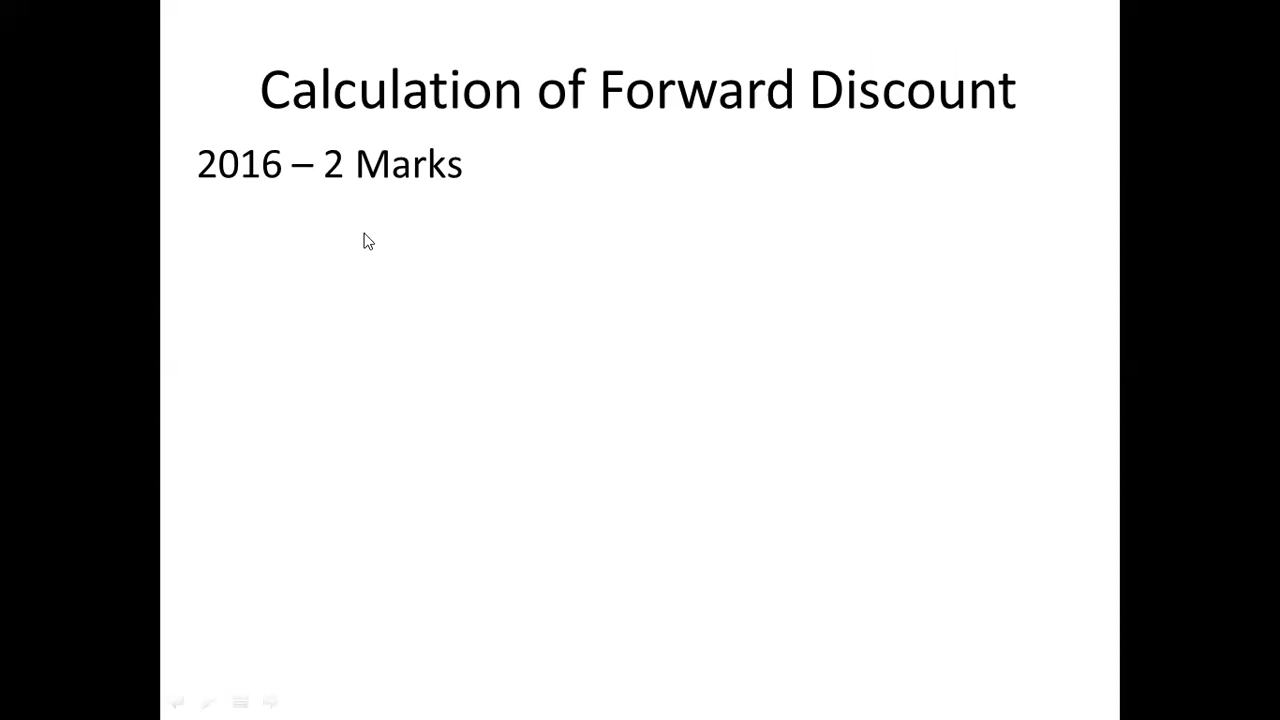 Calculation of Forward Discount
2016 – 2 Marks